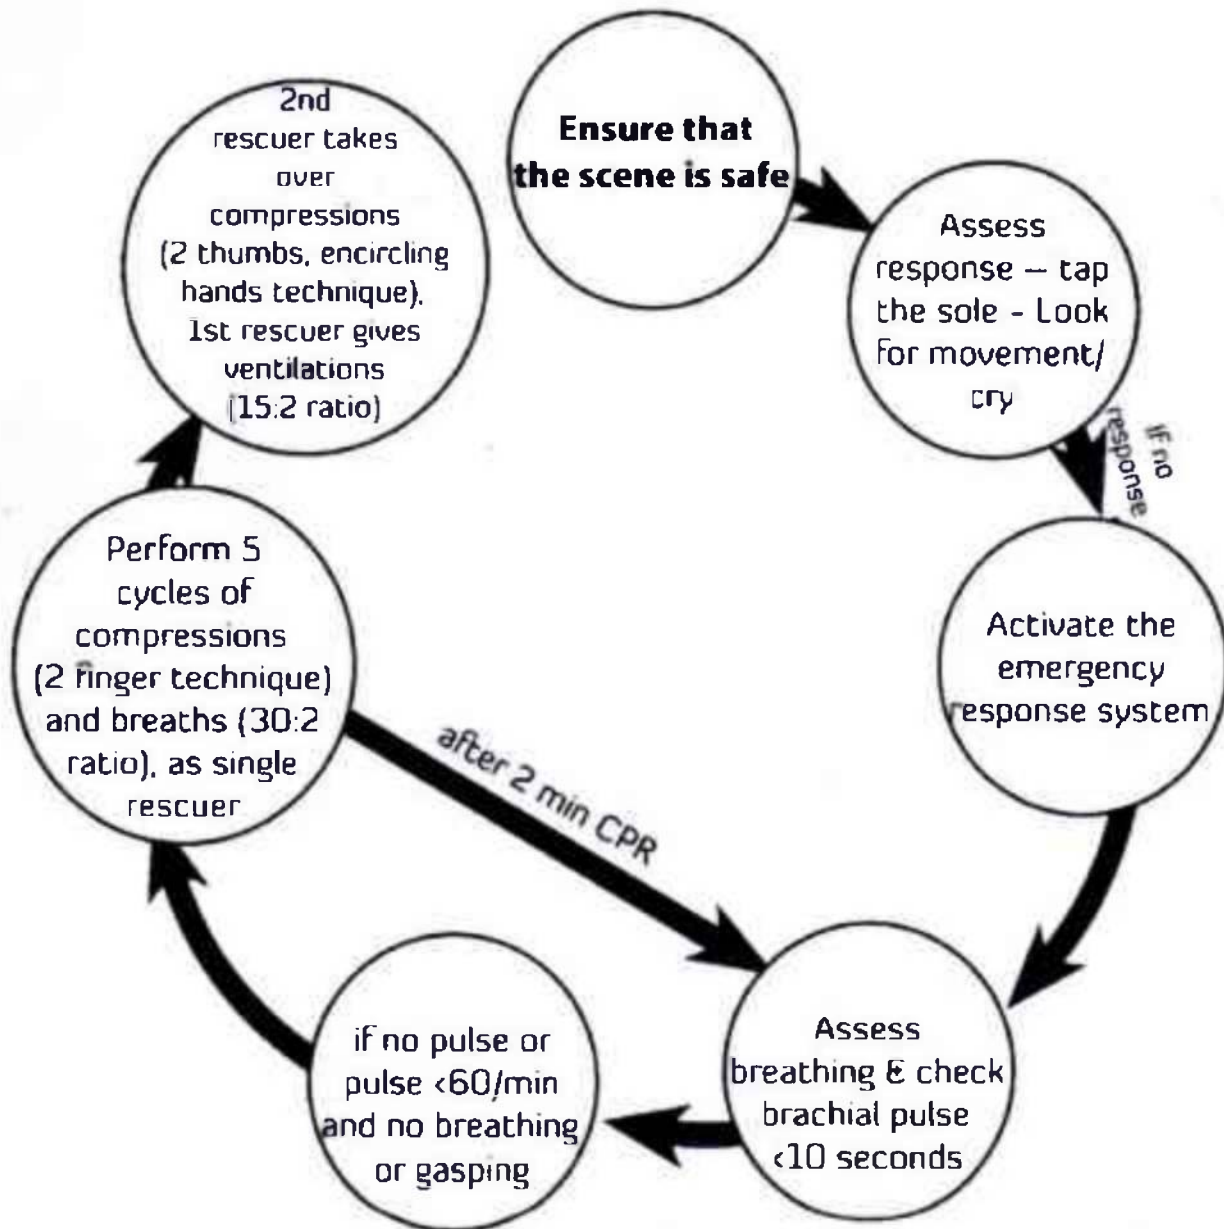 Ensure that
the scene is safe
Assess
response – tap
the sole - Look
for movement/
cry
if no
response
Activate the
emergency
response system
Assess
breathing & check
brachial pulse
<10 seconds
if no pulse or
pulse <60/min
and no breathing
or gasping
Perform 5
cycles of
compressions
(2 finger technique)
and breaths (30:2
ratio), as single
rescuer
after 2 min CPR
2nd
rescuer takes
over
compressions
(2 thumbs, encircling
hands technique),
1st rescuer gives
ventilations
(15:2 ratio)